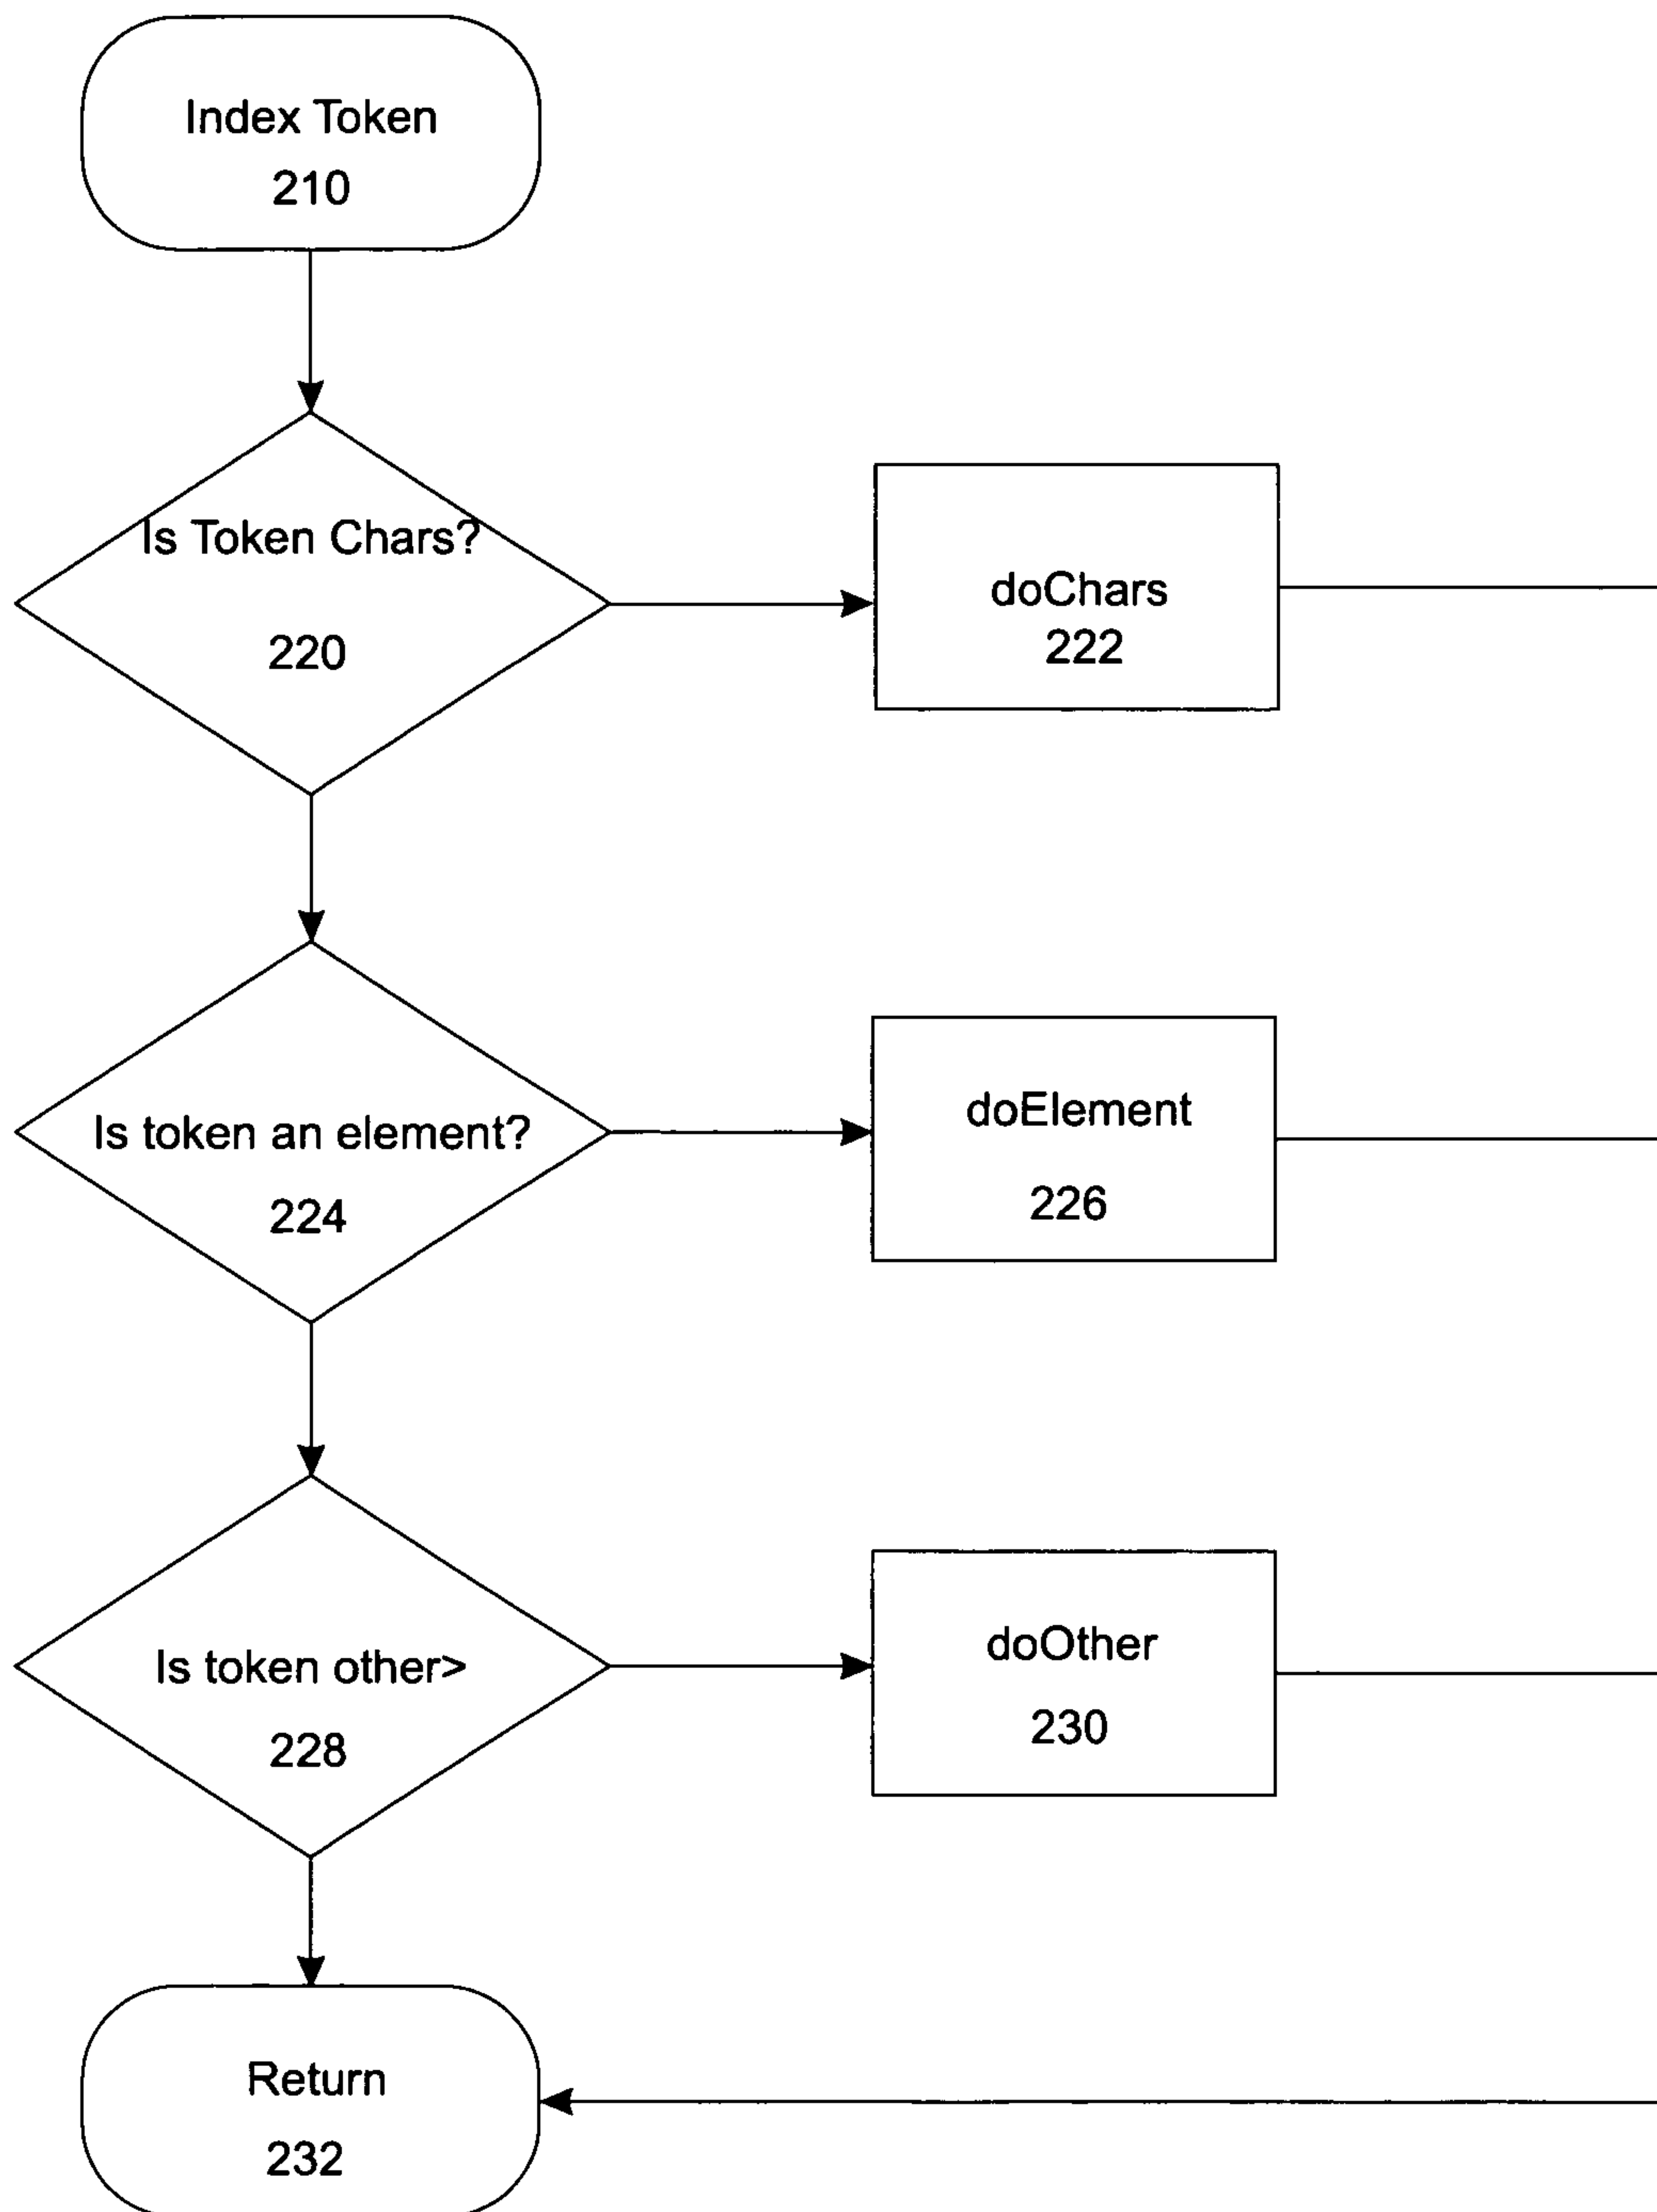 Index Token
210
Is Token Chars?
220
doChars
222
Is token an element?
224
doElement
226
Is token other>
228
doOther
230
Return
232